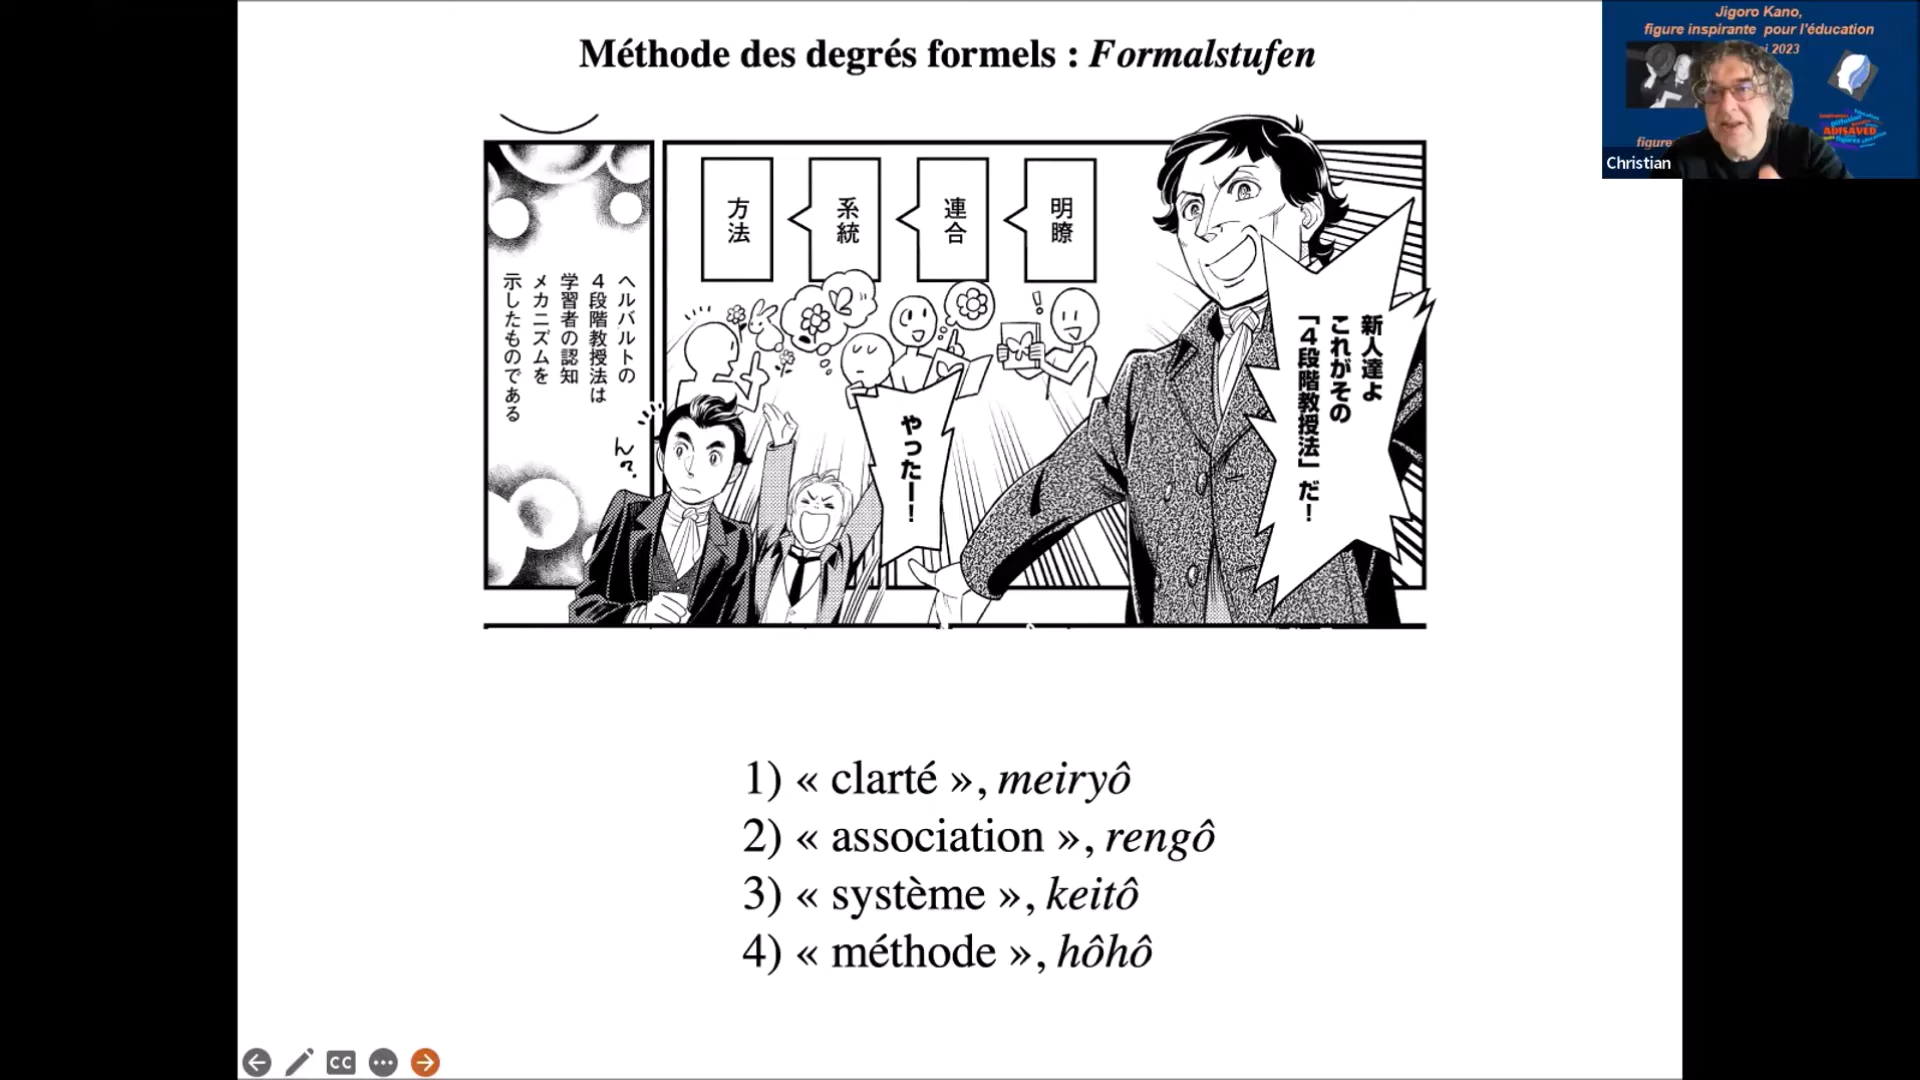 Méthode des degrés formels : Formalstufen
新人達よ
これがその
「4段階教授法」だ！
明瞭
連合
系統
方法
やったー！
ヘルバルトの
4段階教授法は
学習者の認知
メカニズムを
示したものである
ん?
1) « clarté », meiryô
2) « association », rengô
3) « système », keitô
4) « méthode », hôhô
Jigoro Kano,
figure inspirante pour l'éducation
2023
figure
ADISAVED
Christian
CC